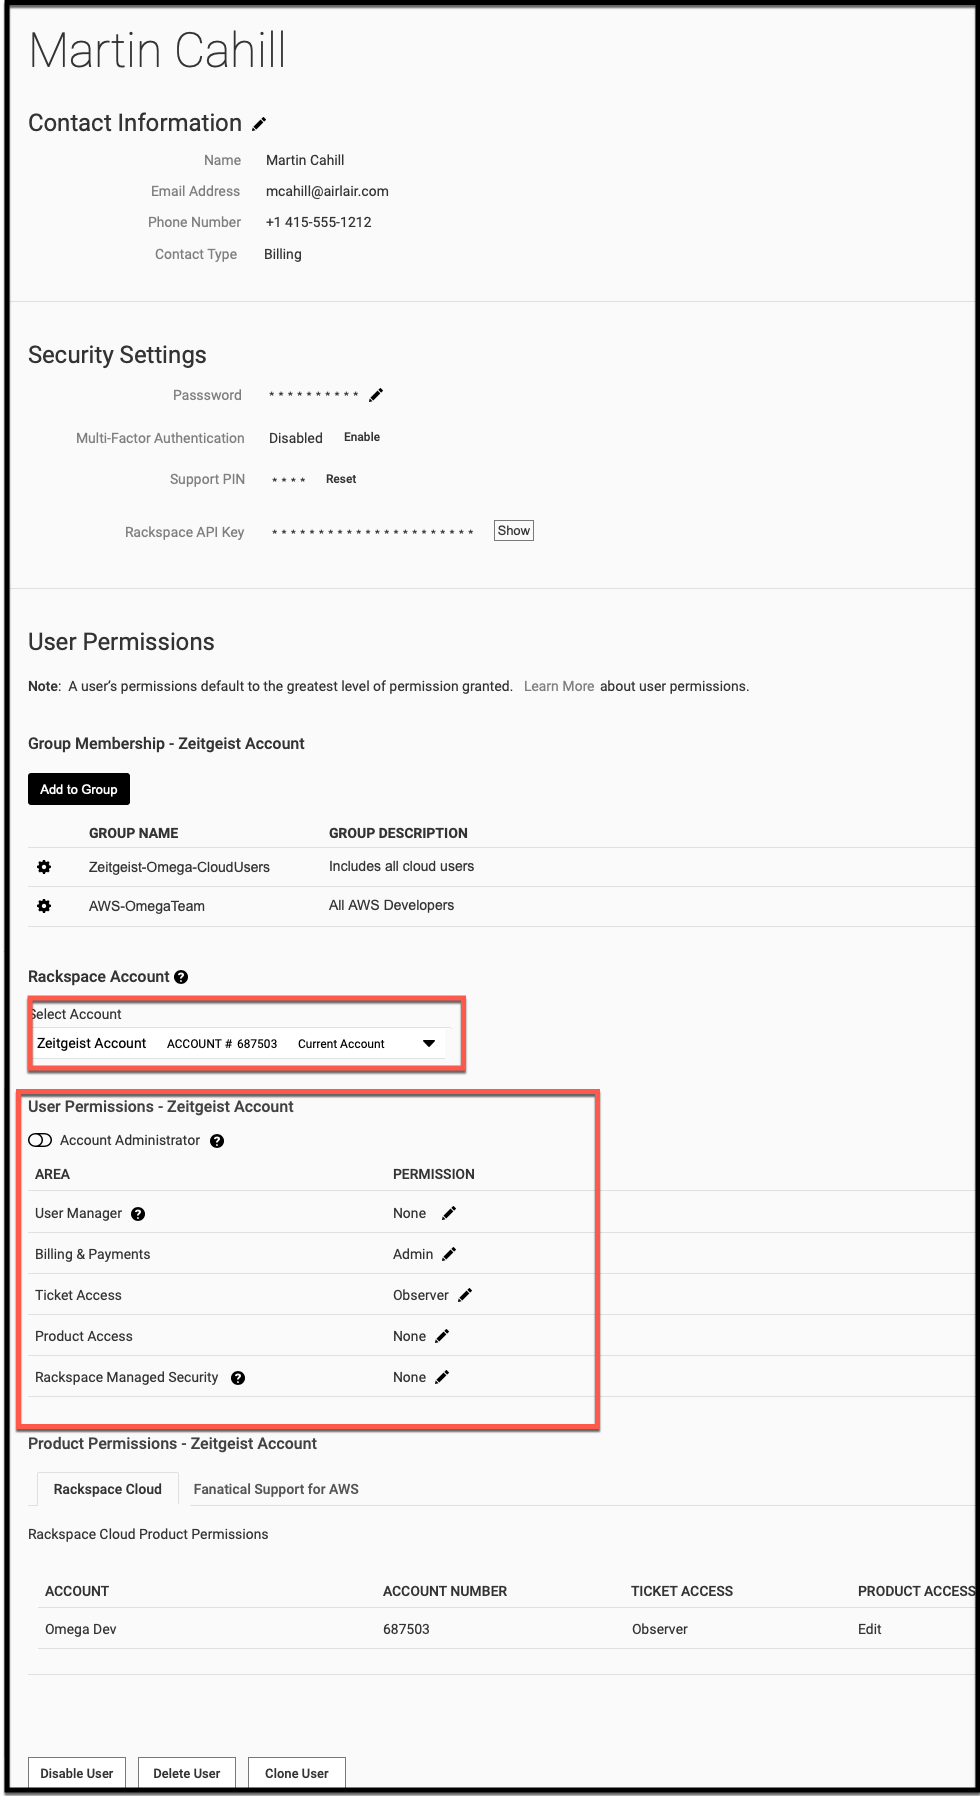 Martin Cahill
Contact Information
Name Martin Cahill
Email Address mcahill@airlair.com
Phone Number +1 415-555-1212
Contact Type Billing
Security Settings
Passsword * * * * * * * * * *
Multi-Factor Authentication Disabled Enable
Support PIN * * * * Reset
Rackspace API Key * * * * * * * * * * * * * * * * * * * * * * Show
User Permissions
Note: A user's permissions default to the greatest level of permission granted. Learn More about user permissions.
Group Membership - Zeitgeist Account
Add to Group
GROUP NAME GROUP DESCRIPTION
Zeitgeist-Omega-CloudUsers Includes all cloud users
AWS-OmegaTeam All AWS Developers
Rackspace Account ?
Select Account
Zeitgeist Account ACCOUNT # 687503 Current Account
User Permissions - Zeitgeist Account
Account Administrator ?
AREA PERMISSION
User Manager ? None
Billing & Payments Admin
Ticket Access Observer
Product Access None
Rackspace Managed Security ? None
Product Permissions - Zeitgeist Account
Rackspace Cloud Fanatical Support for AWS
Rackspace Cloud Product Permissions
ACCOUNT ACCOUNT NUMBER TICKET ACCESS PRODUCT ACCESS
Omega Dev 687503 Observer Edit
Disable User Delete User Clone User